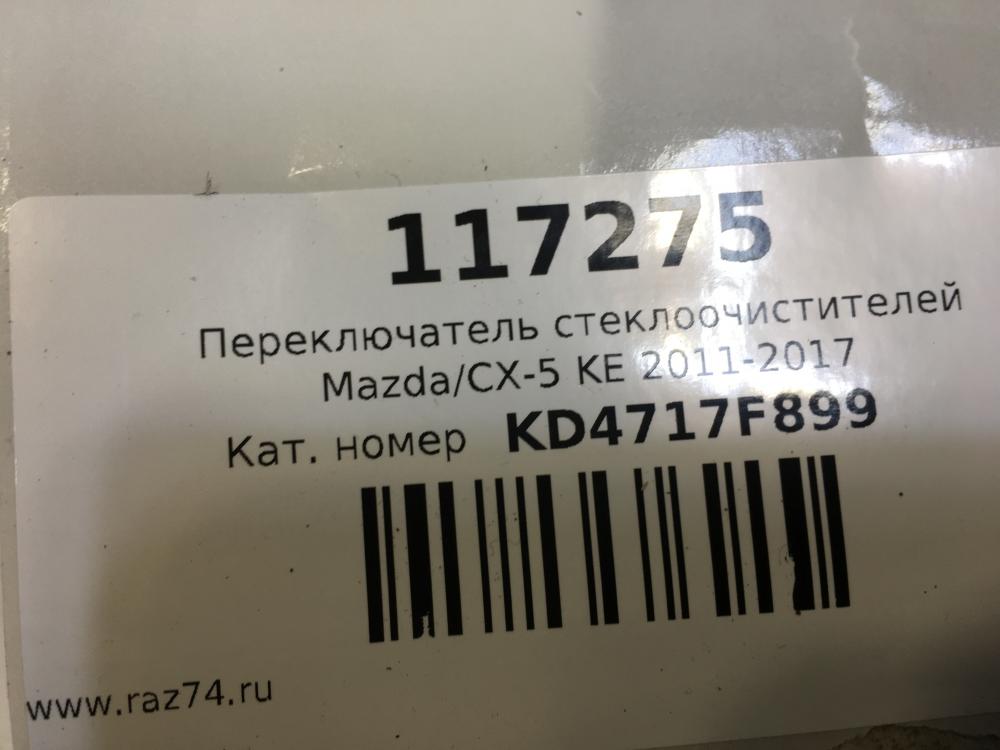 117275
Переключатель стеклоочистителей
Mazda/CX-5 KE 2011-2017
Кат. номер KD4717F899
www.raz74.ru